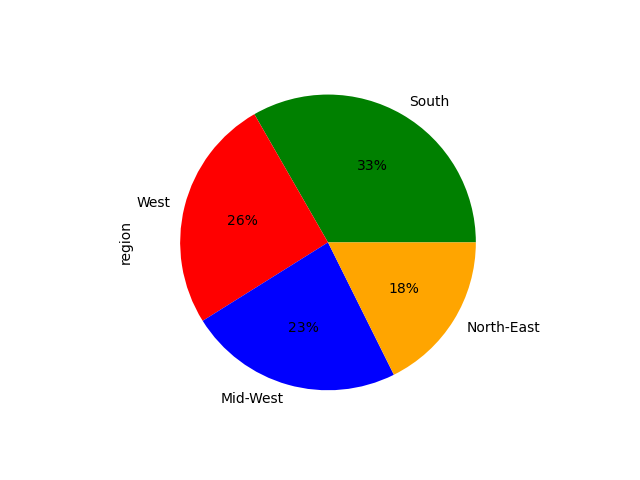 South
33%
West
26%
region
18%
23%
North-East
Mid-West